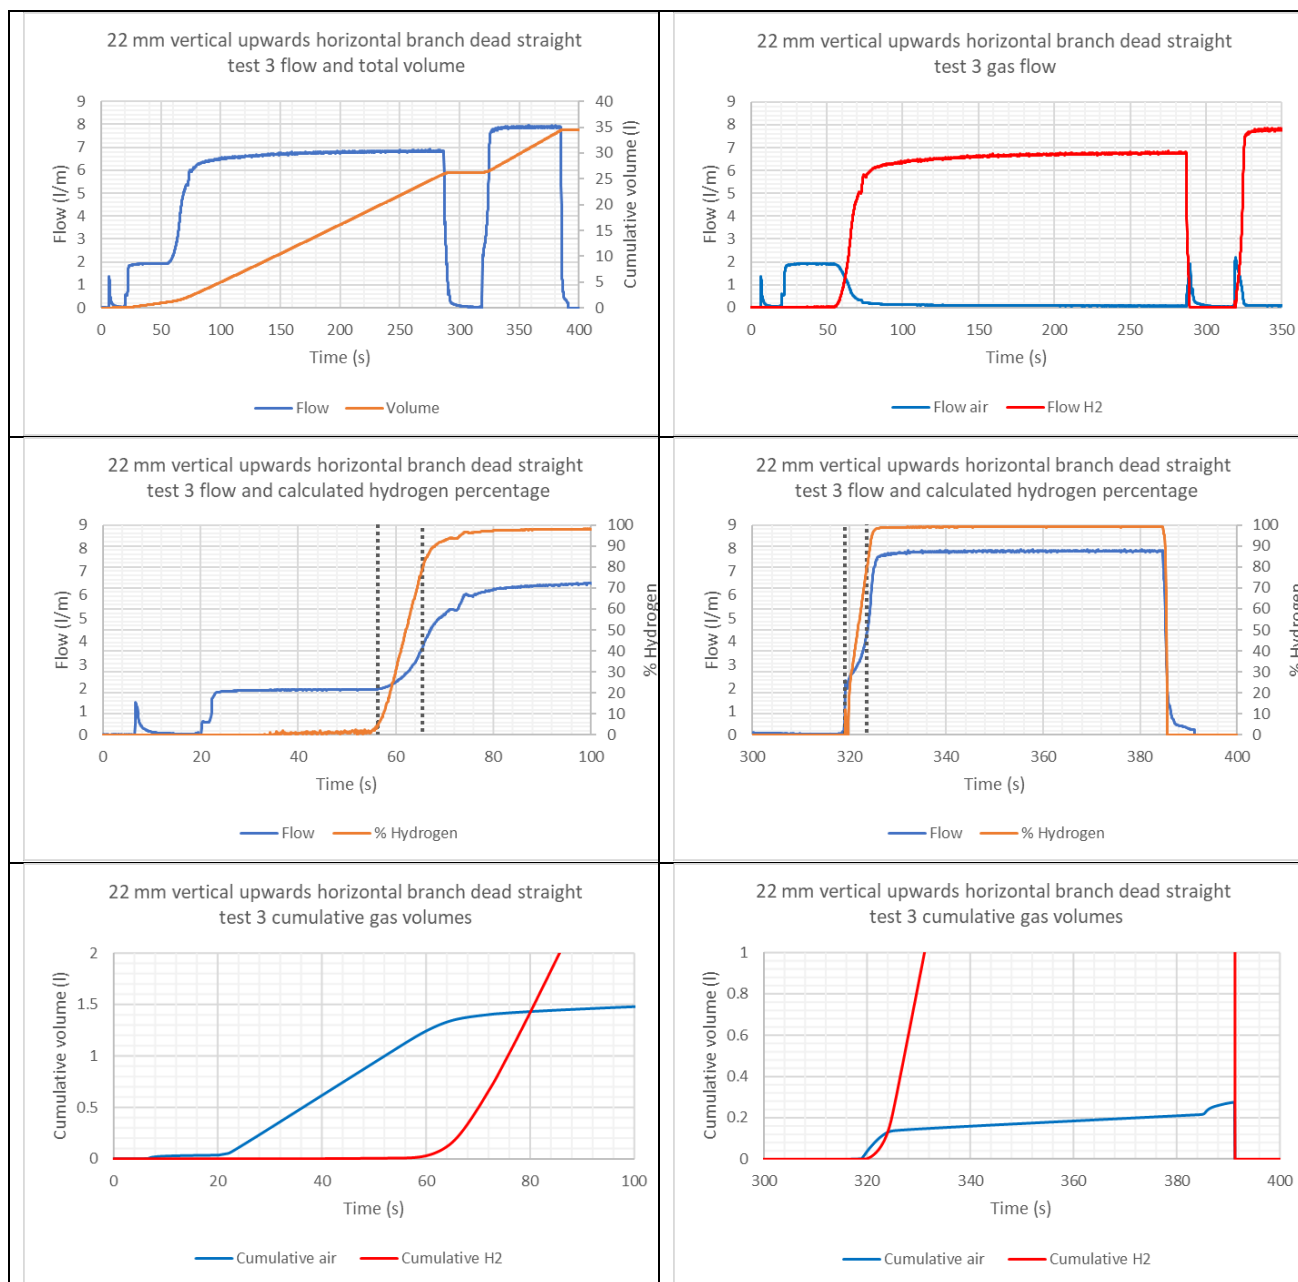 22 mm vertical upwards horizontal branch dead straight
test 3 flow and total volume
9
8
7
6
5
4
3
2
1
0
40
35
30
25
20
15
10
5
0
Flow (l/m)
Cumulative volume (l)
0 50 100 150 200 250 300 350 400
Time (s)
Flow Volume
22 mm vertical upwards horizontal branch dead straight
test 3 gas flow
9
8
7
6
5
4
3
2
1
0
Flow (l/m)
0 50 100 150 200 250 300 350
Time (s)
Flow air Flow H2
22 mm vertical upwards horizontal branch dead straight
test 3 flow and calculated hydrogen percentage
9
8
7
6
5
4
3
2
1
0
100
90
80
70
60
50
40
30
20
10
0
Flow (l/m)
% Hydrogen
0 20 40 60 80 100
Time (s)
Flow % Hydrogen
22 mm vertical upwards horizontal branch dead straight
test 3 flow and calculated hydrogen percentage
9
8
7
6
5
4
3
2
1
0
100
90
80
70
60
50
40
30
20
10
0
Flow (l/m)
% Hydrogen
300 320 340 360 380 400
Time (s)
Flow % Hydrogen
22 mm vertical upwards horizontal branch dead straight
test 3 cumulative gas volumes
2
1.5
1
0.5
0
Cumulative volume (l)
0 20 40 60 80 100
Time (s)
Cumulative air Cumulative H2
22 mm vertical upwards horizontal branch dead straight
test 3 cumulative gas volumes
1
0.8
0.6
0.4
0.2
0
Cumulative volume (l)
300 320 340 360 380 400
Time (s)
Cumulative air Cumulative H2